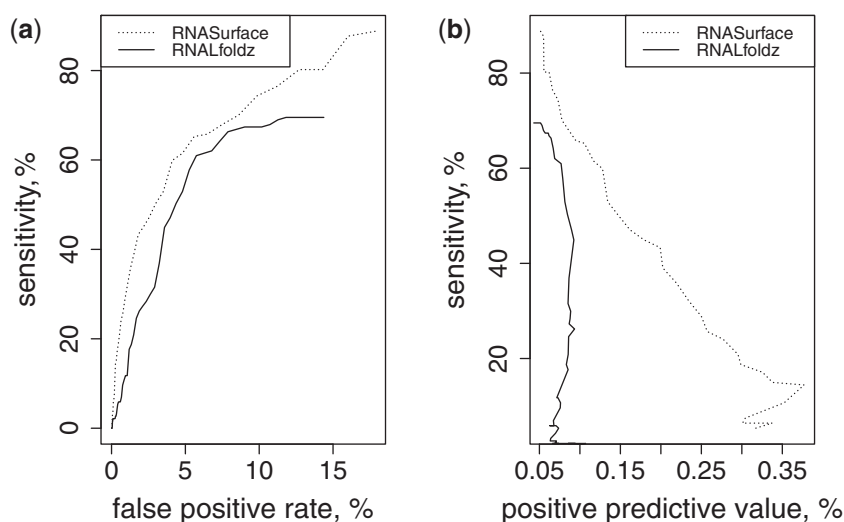 (a)
RNASurface
RNALfoldz
sensitivity, %
0 20 40 60 80
0 5 10 15
false positive rate, %
(b)
RNASurface
RNALfoldz
sensitivity, %
20 40 60 80
0.05 0.15 0.25 0.35
positive predictive value, %